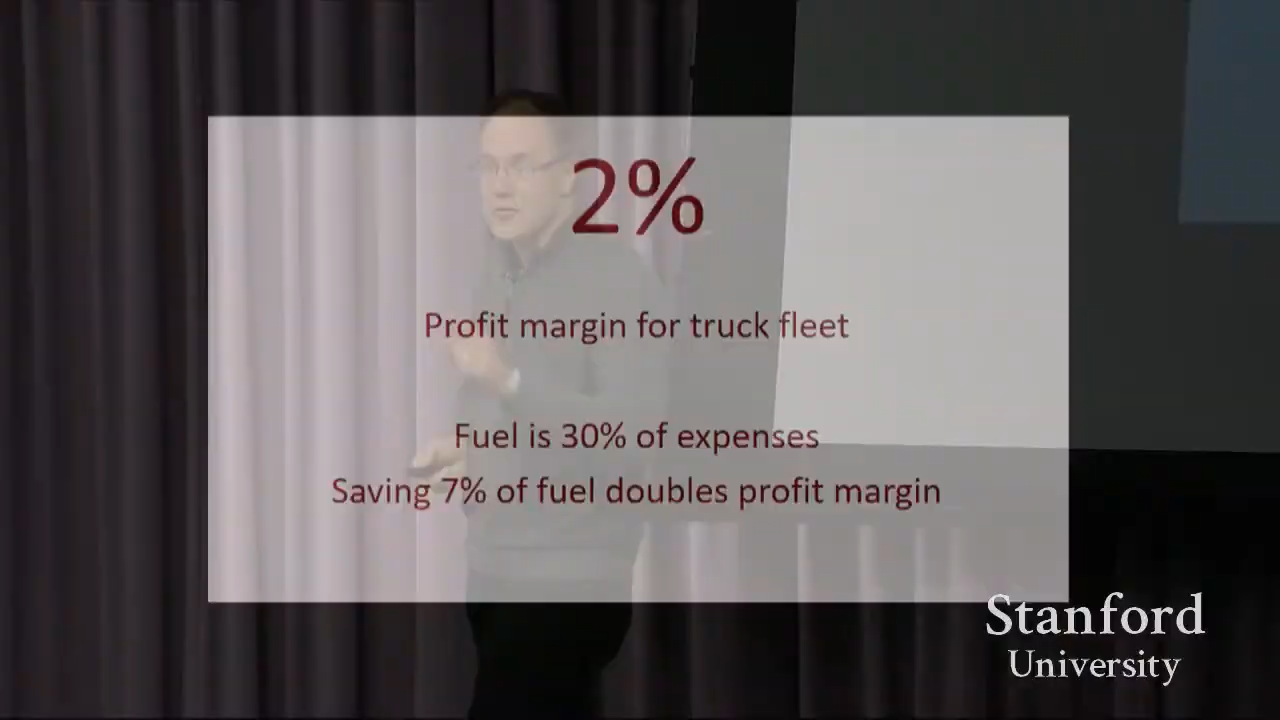 2%
Profit margin for truck fleet
Fuel is 30% of expenses
Saving 7% of fuel doubles profit margin
Stanford
University